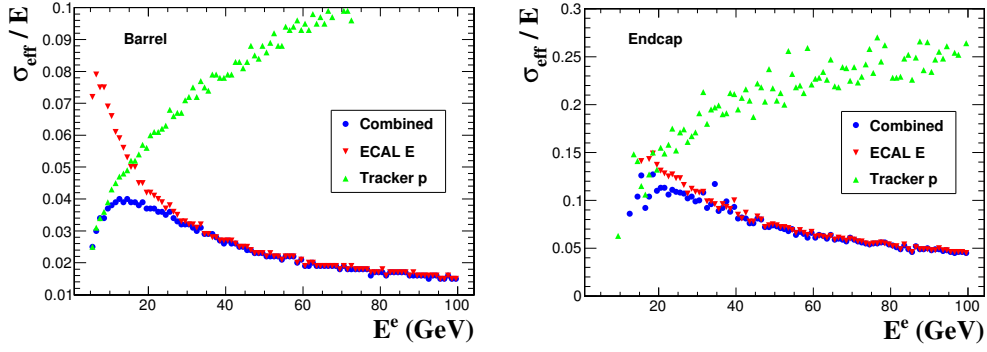 σeff / E
0.1
0.09
0.08
0.07
0.06
0.05
0.04
0.03
0.02
0.01
Barrel
Combined
ECAL E
Tracker p
20 40 60 80 100
E^e (GeV)
σeff / E
0.3
0.25
0.2
0.15
0.1
0.05
0
Endcap
Combined
ECAL E
Tracker p
20 40 60 80 100
E^e (GeV)